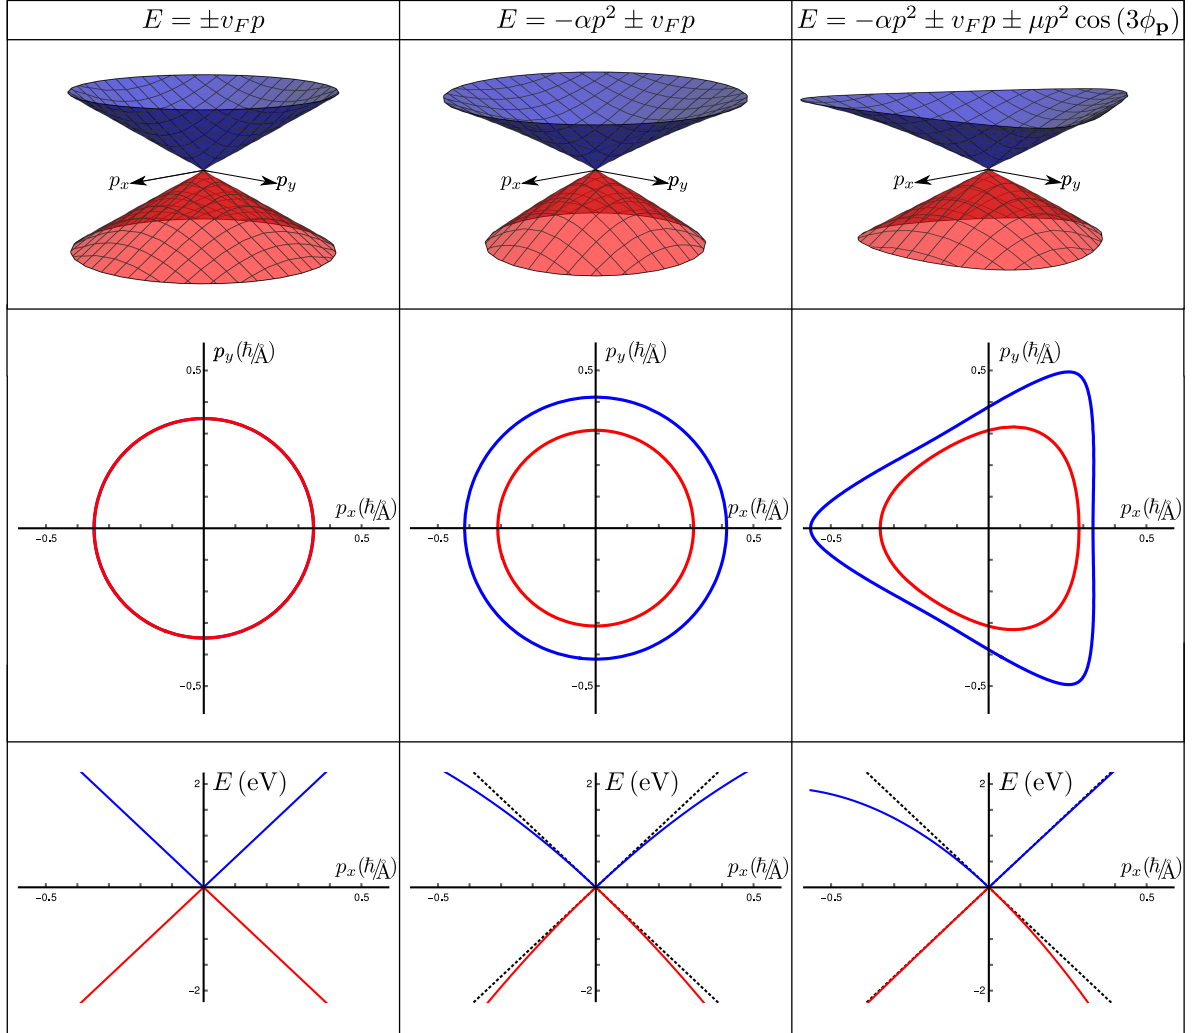 E = ±v_F p
E = −αp² ± v_F p
E = −αp² ± v_F p ± μp² cos (3ϕ_𝐩)
p_x
p_y
p_x
p_y
p_x
p_y
p_y(ħ/Å)
0.5
p_x(ħ/Å)
-0.5
0.5
-0.5
p_y(ħ/Å)
0.5
p_x(ħ/Å)
-0.5
0.5
-0.5
p_y(ħ/Å)
0.5
p_x(ħ/Å)
-0.5
0.5
-0.5
2
E (eV)
p_x(ħ/Å)
-0.5
0.5
-2
2
E (eV)
p_x(ħ/Å)
-0.5
0.5
-2
2
E (eV)
p_x(ħ/Å)
-0.5
0.5
-2